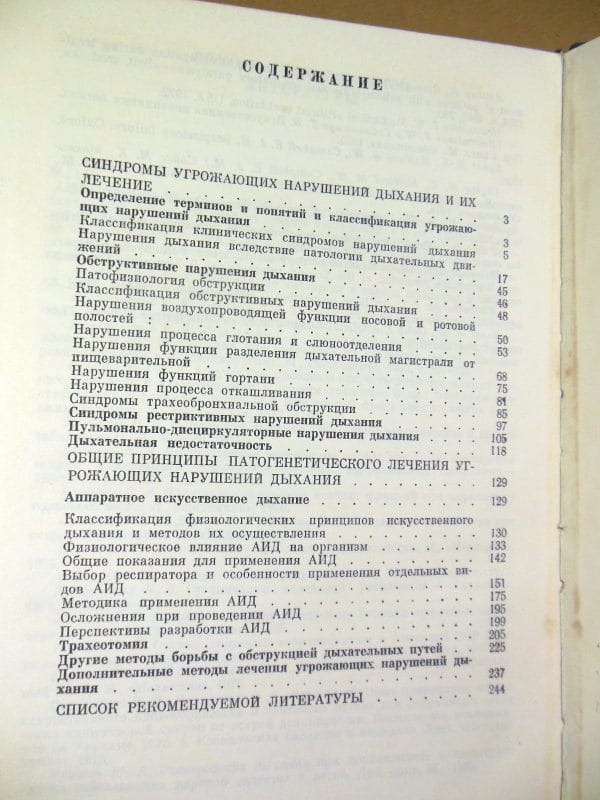 СОДЕРЖАНИЕ
СИНДРОМЫ УГРОЖАЮЩИХ НАРУШЕНИЙ ДЫХАНИЯ И ИХ
ЛЕЧЕНИЕ . . . . . . . . . . . . . . . . . 3
Определение терминов и понятий и классификация угрожаю-
щих нарушений дыхания . . . . . . . . . . . . 3
Классификация клинических синдромов нарушений дыхания 5
Нарушения дыхания вследствие патологии дыхательных дви-
жений . . . . . . . . . . . . . . . . . 17
Обструктивные нарушения дыхания . . . . . . . . . 45
Патофизиология обструкции . . . . . . . . . . . 46
Классификация обструктивных нарушений дыхания . . . . 48
Нарушения воздухопроводящей функции носовой и ротовой
полостей : . . . . . . . . . . . . . . . . 50
Нарушения процесса глотания и слюноотделения . . . . . 53
Нарушения функции разделения дыхательной магистрали от
пищеварительной . . . . . . . . . . . . . . 68
Нарушения функций гортани . . . . . . . . . . . 75
Нарушения процесса откашливания . . . . . . . . . 81
Синдромы трахеобронхиальной обструкции . . . . . . . 85
Синдромы рестриктивных нарушений дыхания . . . . . . 97
Пульмонально-дисциркуляторные нарушения дыхания . . . . 105
Дыхательная недостаточность . . . . . . . . . . . 118
ОБЩИЕ ПРИНЦИПЫ ПАТОГЕНЕТИЧЕСКОГО ЛЕЧЕНИЯ УГ-
РОЖАЮЩИХ НАРУШЕНИЙ ДЫХАНИЯ . . . . . . . . 129
Аппаратное искусственное дыхание . . . . . . . . . 129
Классификация физиологических принципов искусственного
дыхания и методов их осуществления . . . . . . . . 130
Физиологическое влияние АИД на организм . . . . . . 133
Общие показания для применения АИД . . . . . . . . 142
Выбор респиратора и особенности применения отдельных ви-
дов АИД . . . . . . . . . . . . . . . . . 151
Методика применения АИД . . . . . . . . . . . . 175
Осложнения при проведении АИД . . . . . . . . . . 195
Перспективы разработки АИД . . . . . . . . . . . 199
Трахеотомия . . . . . . . . . . . . . . . . 205
Другие методы борьбы с обструкцией дыхательных путей . . 225
Дополнительные методы лечения угрожающих нарушений ды-
хания . . . . . . . . . . . . . . . . . . 237
СПИСОК РЕКОМЕНДУЕМОЙ ЛИТЕРАТУРЫ . . . . . . . 244